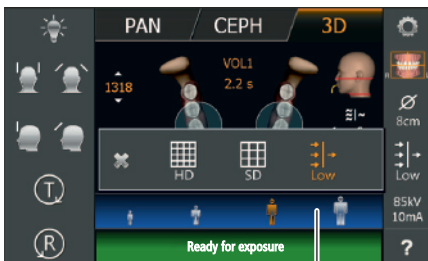 PAN
CEPH
3D
VOL1
1318
2.2 s
R
8cm
HD
SD
Low
Low
85kV
10mA
T
R
Ready for exposure
?